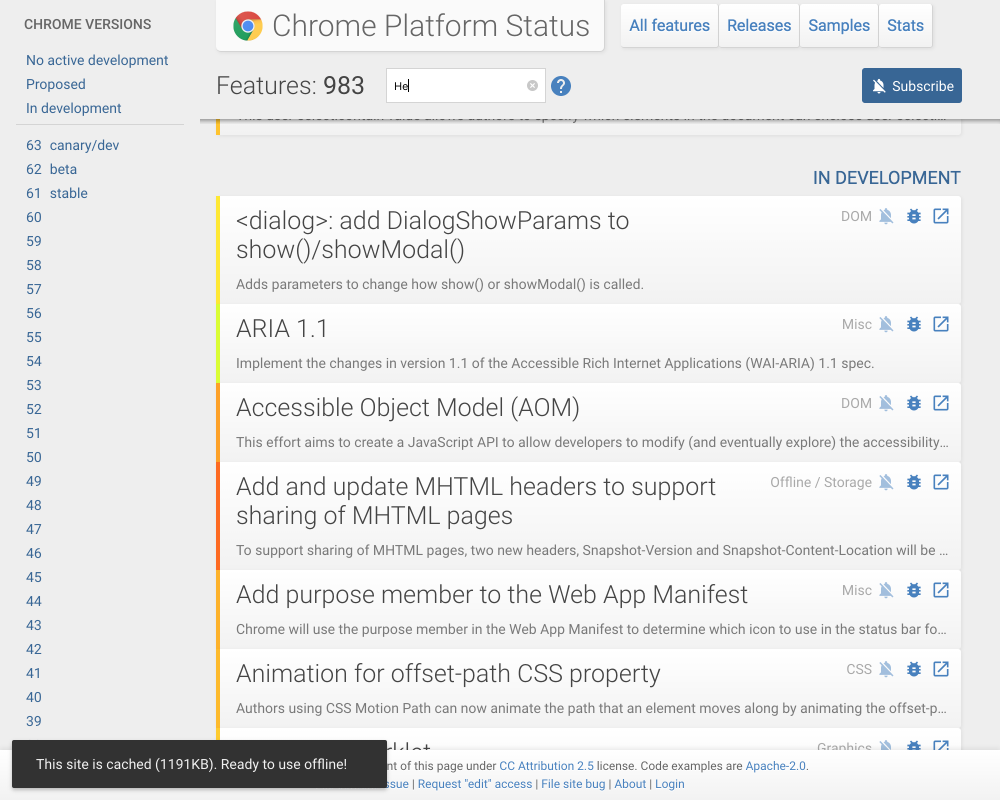 CHROME VERSIONS
No active development
Proposed
In development
63 canary/dev
62 beta
61 stable
60
59
58
57
56
55
54
53
52
51
50
49
48
47
46
45
44
43
42
41
40
39
Chrome Platform Status
All features
Releases
Samples
Stats
Features: 983
He
?
Subscribe
IN DEVELOPMENT
<dialog>: add DialogShowParams to
show()/showModal()
DOM
Adds parameters to change how show() or showModal() is called.
ARIA 1.1
Misc
Implement the changes in version 1.1 of the Accessible Rich Internet Applications (WAI-ARIA) 1.1 spec.
Accessible Object Model (AOM)
DOM
This effort aims to create a JavaScript API to allow developers to modify (and eventually explore) the accessibility…
Add and update MHTML headers to support
sharing of MHTML pages
Offline / Storage
To support sharing of MHTML pages, two new headers, Snapshot-Version and Snapshot-Content-Location will be …
Add purpose member to the Web App Manifest
Misc
Chrome will use the purpose member in the Web App Manifest to determine which icon to use in the status bar fo…
Animation for offset-path CSS property
CSS
Authors using CSS Motion Path can now animate the path that an element moves along by animating the offset-p…
Graphics
This site is cached (1191KB). Ready to use offline!
nt of this page under CC Attribution 2.5 license. Code examples are Apache-2.0.
ssue | Request "edit" access | File site bug | About | Login